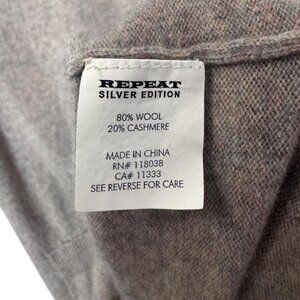 REPEAT
SILVER EDITION
80% WOOL
20% CASHMERE
MADE IN CHINA
RN# 118038
CA# 11333
SEE REVERSE FOR CARE